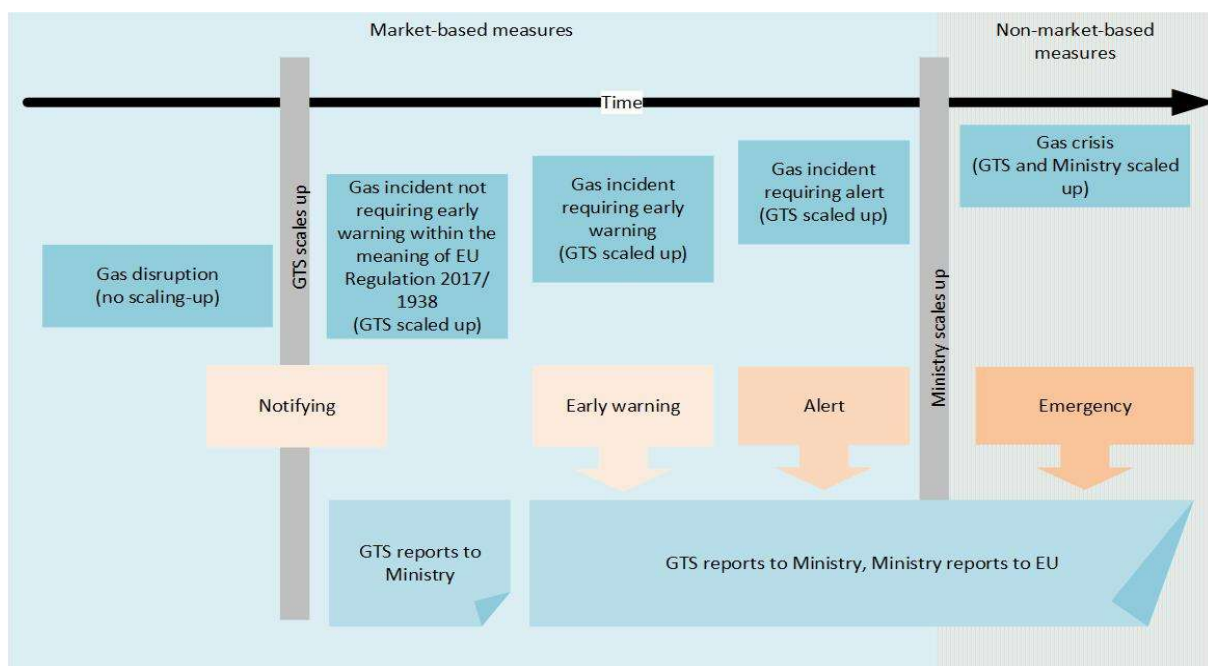 Market-based measures
Non-market-based
measures
Time
GTS scales up
Ministry scales up
Gas disruption
(no scaling-up)
Gas incident not
requiring early
warning within the
meaning of EU
Regulation 2017/
1938
(GTS scaled up)
Gas incident
requiring early
warning
(GTS scaled up)
Gas incident
requiring alert
(GTS scaled up)
Gas crisis
(GTS and Ministry scaled
up)
Notifying
Early warning
Alert
Emergency
GTS reports to
Ministry
GTS reports to Ministry, Ministry reports to EU